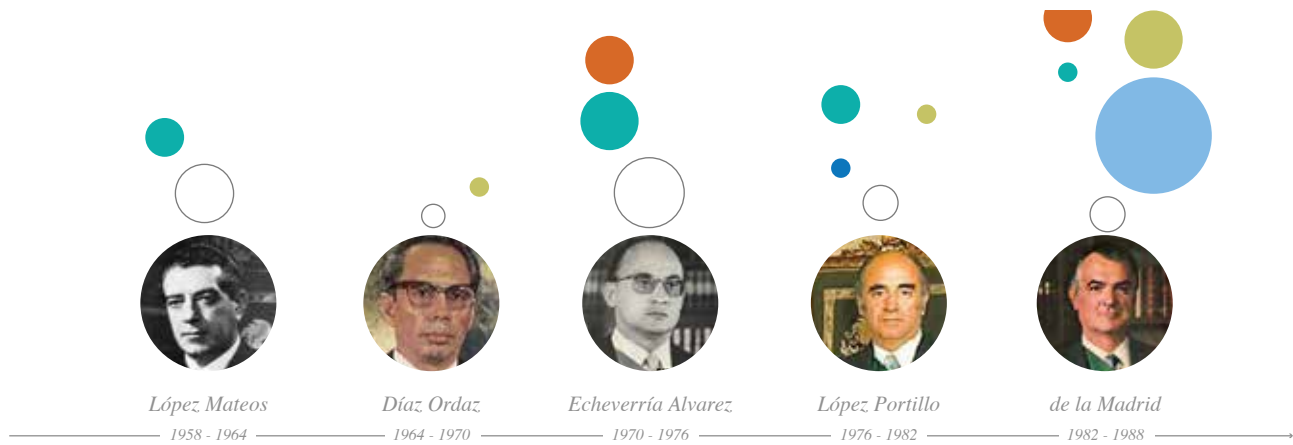 López Mateos
Díaz Ordaz
Echeverría Alvarez
López Portillo
de la Madrid
1958 - 1964
1964 - 1970
1970 - 1976
1976 - 1982
1982 - 1988